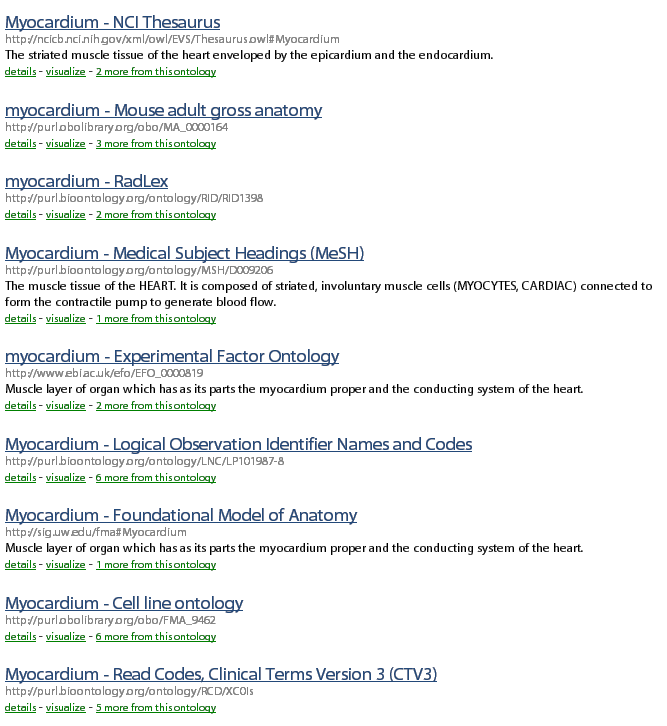 Myocardium - NCI Thesaurus
http://ncicb.nci.nih.gov/xml/owl/EVS/Thesaurus.owl#Myocardium
The striated muscle tissue of the heart enveloped by the epicardium and the endocardium.
details - visualize - 2 more from this ontology
myocardium - Mouse adult gross anatomy
http://purl.obolibrary.org/obo/MA_0000164
details - visualize - 3 more from this ontology
myocardium - RadLex
http://purl.bioontology.org/ontology/RID/RID1398
details - visualize - 2 more from this ontology
Myocardium - Medical Subject Headings (MeSH)
http://purl.bioontology.org/ontology/MSH/D009206
The muscle tissue of the HEART. It is composed of striated, involuntary muscle cells (MYOCYTES, CARDIAC) connected to
form the contractile pump to generate blood flow.
details - visualize - 1 more from this ontology
myocardium - Experimental Factor Ontology
http://www.ebi.ac.uk/efo/EFO_0000819
Muscle layer of organ which has as its parts the myocardium proper and the conducting system of the heart.
details - visualize - 2 more from this ontology
Myocardium - Logical Observation Identifier Names and Codes
http://purl.bioontology.org/ontology/LNC/LP101987-8
details - visualize - 6 more from this ontology
Myocardium - Foundational Model of Anatomy
http://sig.uw.edu/fma#Myocardium
Muscle layer of organ which has as its parts the myocardium proper and the conducting system of the heart.
details - visualize - 1 more from this ontology
Myocardium - Cell line ontology
http://purl.obolibrary.org/obo/FMA_9462
details - visualize - 6 more from this ontology
Myocardium - Read Codes, Clinical Terms Version 3 (CTV3)
http://purl.bioontology.org/ontology/RCD/XC0Is
details - visualize - 5 more from this ontology